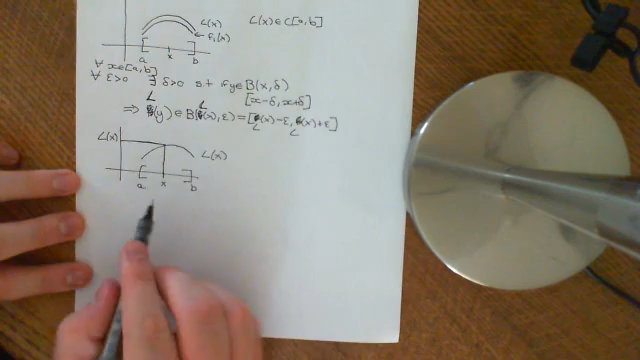 L(x) L(x) ∈ C[a,b]
f₁(x)
a x b
∀ x∈[a,b]
∀ ε>0 ∃ δ>0 s.t if y∈B(x,δ)
[x-δ, x+δ]
⇒ L(y) ∈ B(L(x), ε) = [L(x)-ε, L(x)+ε]
L(x) L(x)
a x b